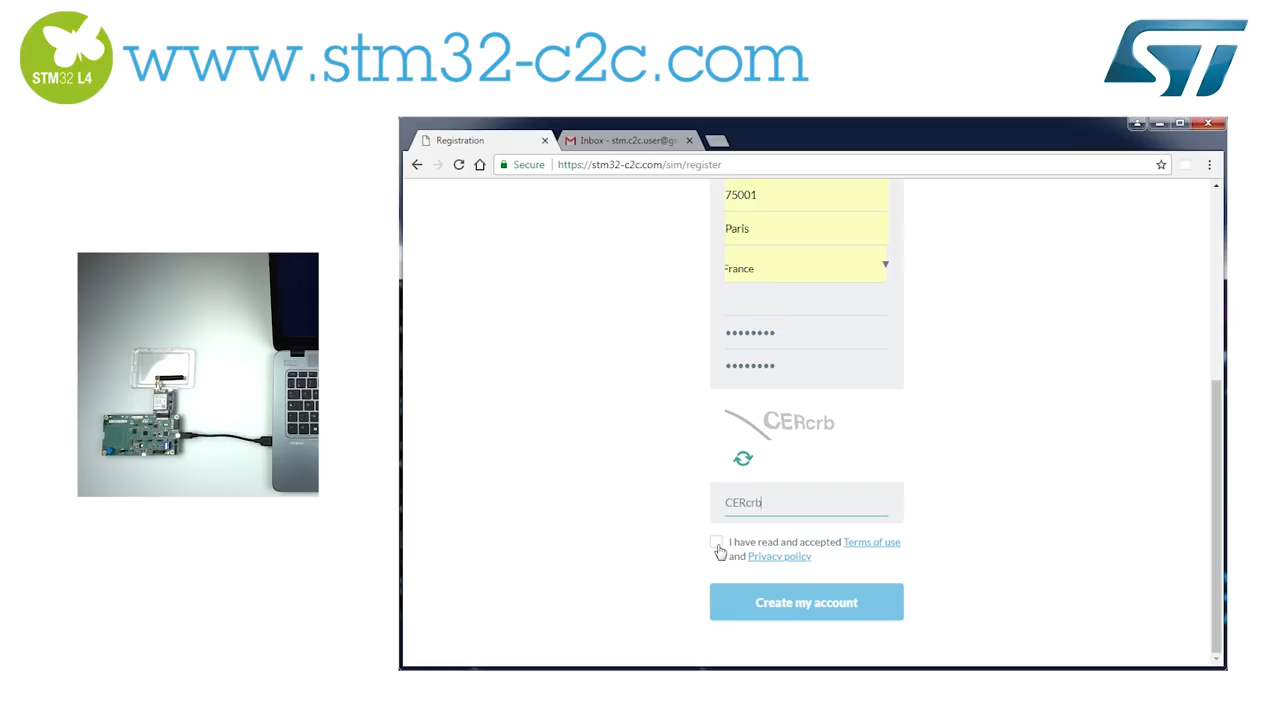 STM32 L4
www.stm32-c2c.com
ST
Registration
Inbox - stm.c2c.user@g
Secure
https://stm32-c2c.com/sim/register
75001
Paris
France
••••••••
••••••••
CERcrb
CERcrb
I have read and accepted Terms of use
and Privacy policy
Create my account